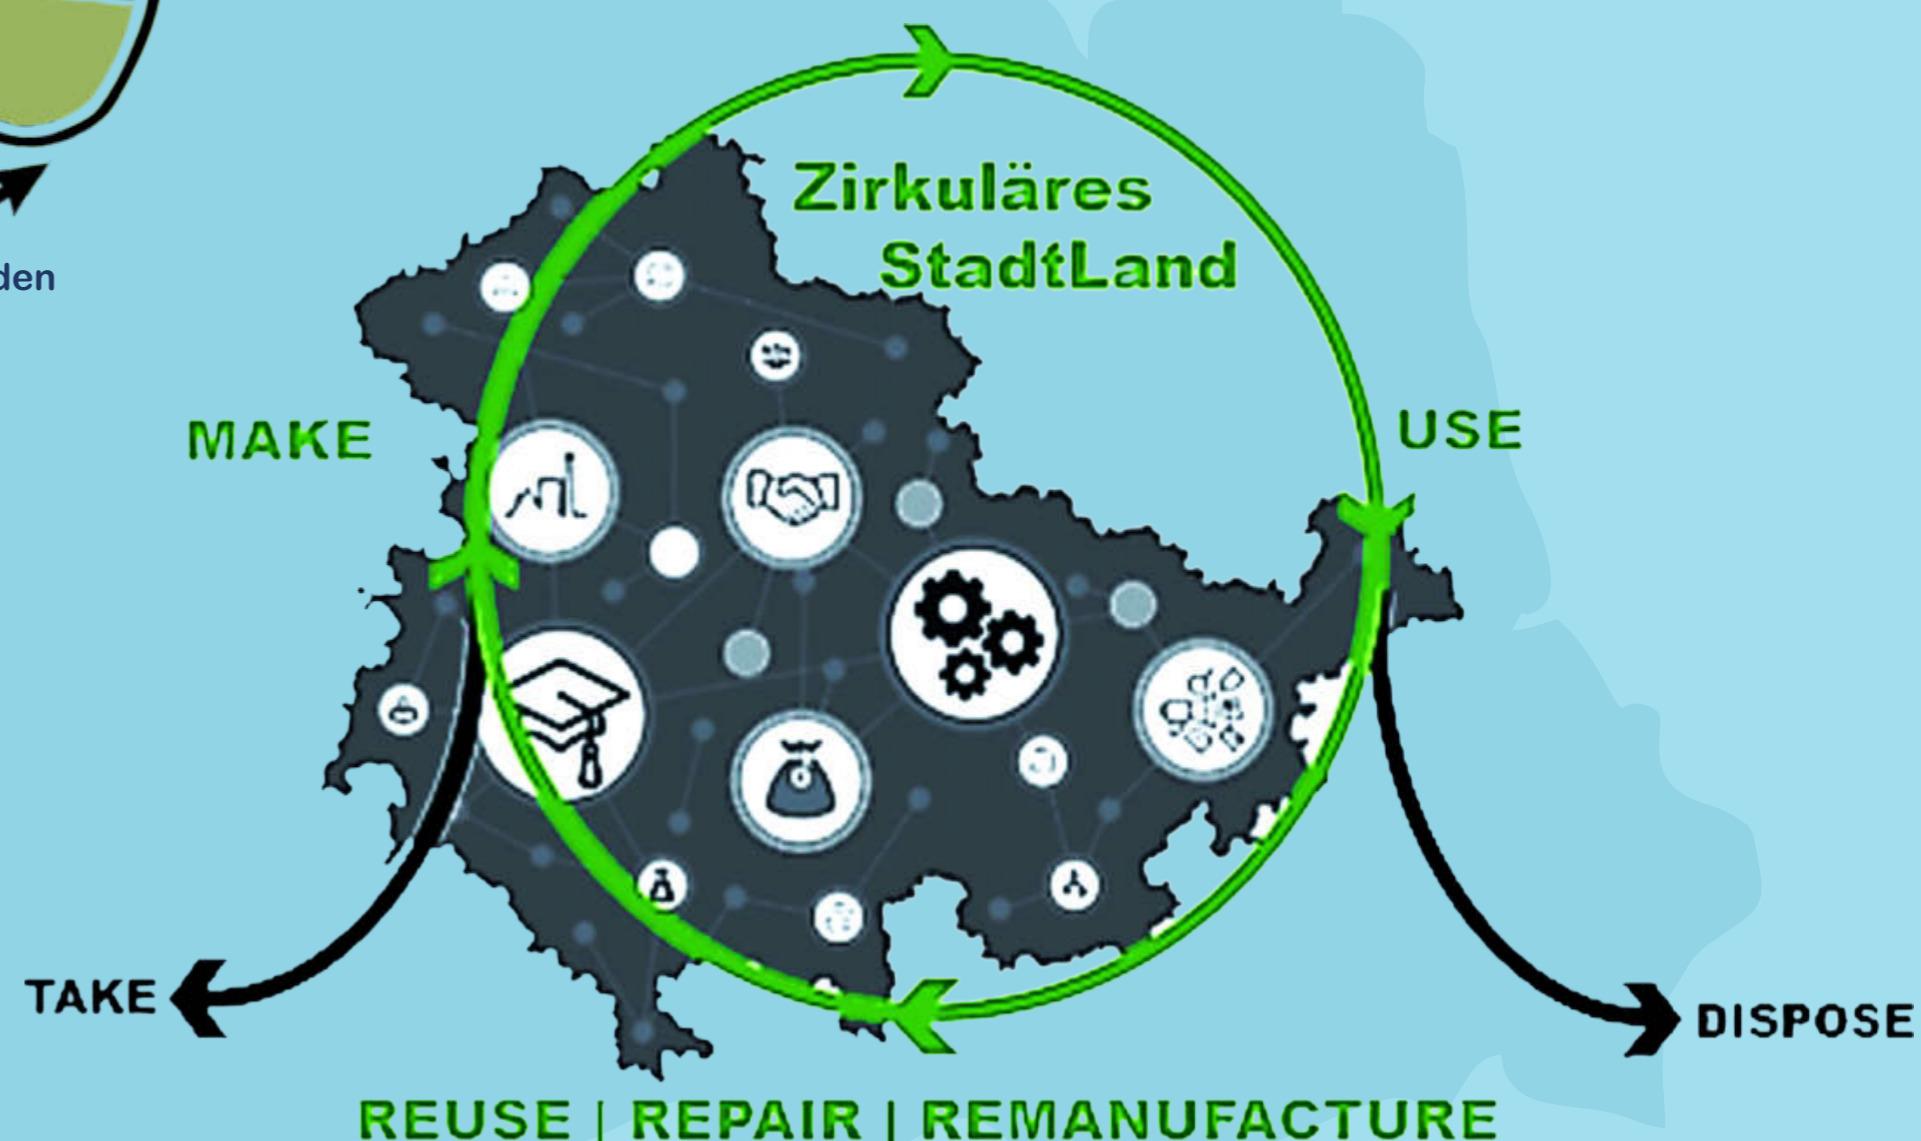 Zirkuläres
StadtLand
den
MAKE
USE
TAKE
DISPOSE
REUSE | REPAIR | REMANUFACTURE